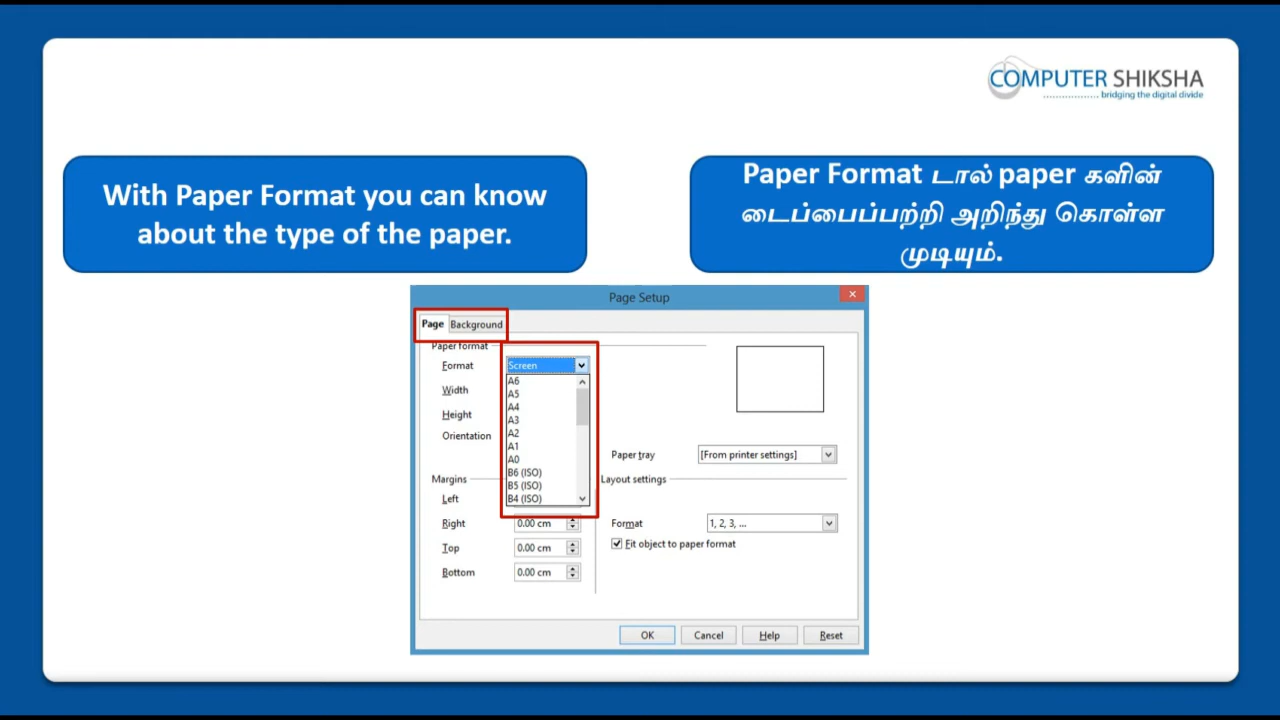 COMPUTER SHIKSHA
bridging the digital divide
With Paper Format you can know
about the type of the paper.
Paper Format டால் paper களின்
டைப்பைப்பற்றி அறிந்து கொள்ள
முடியும்.
Page Setup
Page Background
Paper format
Format Screen
A6
A5
A4
A3
A2
A1
A0
B6 (ISO)
B5 (ISO)
B4 (ISO)
Width
Height
Orientation
Paper tray [From printer settings]
Margins
Layout settings
Left
Right 0.00 cm
Format 1, 2, 3, ...
Top 0.00 cm
Fit object to paper format
Bottom 0.00 cm
OK Cancel Help Reset